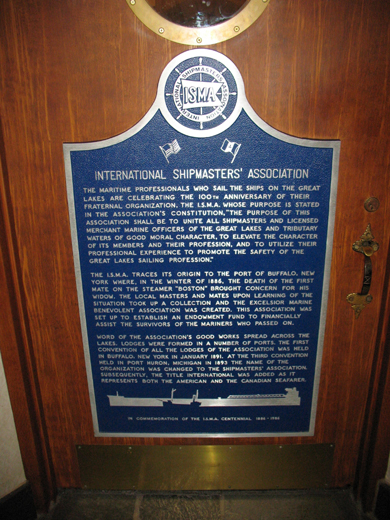 INTERNATIONAL SHIPMASTERS' ASSOCIATION
ISMA
INTERNATIONAL SHIPMASTERS' ASSOCIATION
THE MARITIME PROFESSIONALS WHO SAIL THE SHIPS ON THE GREAT
LAKES ARE CELEBRATING THE 100TH ANNIVERSARY OF THEIR
FRATERNAL ORGANIZATION, THE I.S.M.A. WHOSE PURPOSE IS STATED
IN THE ASSOCIATION'S CONSTITUTION, "THE PURPOSE OF THIS
ASSOCIATION SHALL BE TO UNITE ALL SHIPMASTERS AND LICENSED
MERCHANT MARINE OFFICERS OF THE GREAT LAKES AND TRIBUTARY
WATERS OF GOOD MORAL CHARACTER, TO ELEVATE THE CHARACTER
OF ITS MEMBERS AND THEIR PROFESSION, AND TO UTILIZE THEIR
PROFESSIONAL EXPERIENCE TO PROMOTE THE SAFETY OF THE
GREAT LAKES SAILING PROFESSION."
THE I.S.M.A. TRACES ITS ORIGIN TO THE PORT OF BUFFALO, NEW
YORK WHERE, IN THE WINTER OF 1886, THE DEATH OF THE FIRST
MATE ON THE STEAMER "BOSTON" BROUGHT CONCERN FOR HIS
WIDOW. THE LOCAL MASTERS AND MATES UPON LEARNING OF THE
SITUATION TOOK UP A COLLECTION AND THE EXCELSIOR MARINE
BENEVOLENT ASSOCIATION WAS CREATED. THIS ASSOCIATION WAS
SET UP TO ESTABLISH AN ENDOWMENT FUND TO FINANCIALLY
ASSIST THE SURVIVORS OF THE MARINERS WHO PASSED ON.
WORD OF THE ASSOCIATION'S GOOD WORKS SPREAD ACROSS THE
LAKES. LODGES WERE FORMED IN A NUMBER OF PORTS. THE FIRST
CONVENTION OF ALL THE LODGES OF THE ASSOCIATION WAS HELD
IN BUFFALO, NEW YORK IN JANUARY 1891. AT THE THIRD CONVENTION
HELD IN PORT HURON, MICHIGAN IN 1893 THE NAME OF THE
ORGANIZATION WAS CHANGED TO THE SHIPMASTERS' ASSOCIATION.
SUBSEQUENTLY, THE TITLE INTERNATIONAL WAS ADDED AS IT
REPRESENTS BOTH THE AMERICAN AND THE CANADIAN SEAFARER.
IN COMMEMORATION OF THE I.S.M.A. CENTENNIAL 1886-1986